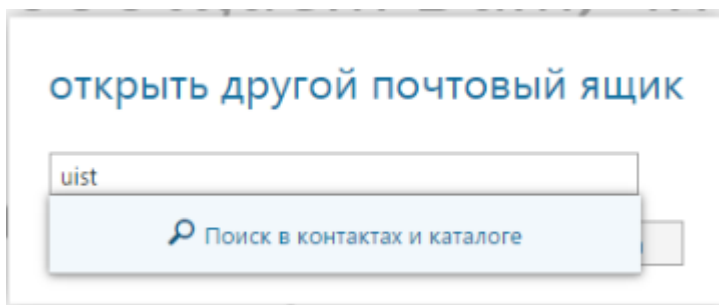 открыть другой почтовый ящик
uist
Поиск в контактах и каталоге